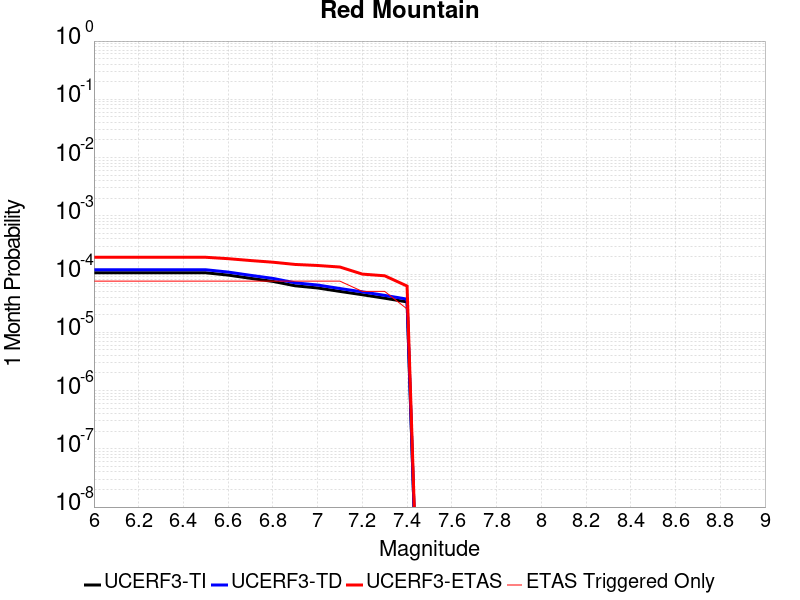 Red Mountain
10^0
10^-1
10^-2
10^-3
10^-4
10^-5
10^-6
10^-7
10^-8
1 Month Probability
6 6.2 6.4 6.6 6.8 7 7.2 7.4 7.6 7.8 8 8.2 8.4 8.6 8.8 9
Magnitude
UCERF3-TI UCERF3-TD UCERF3-ETAS ETAS Triggered Only